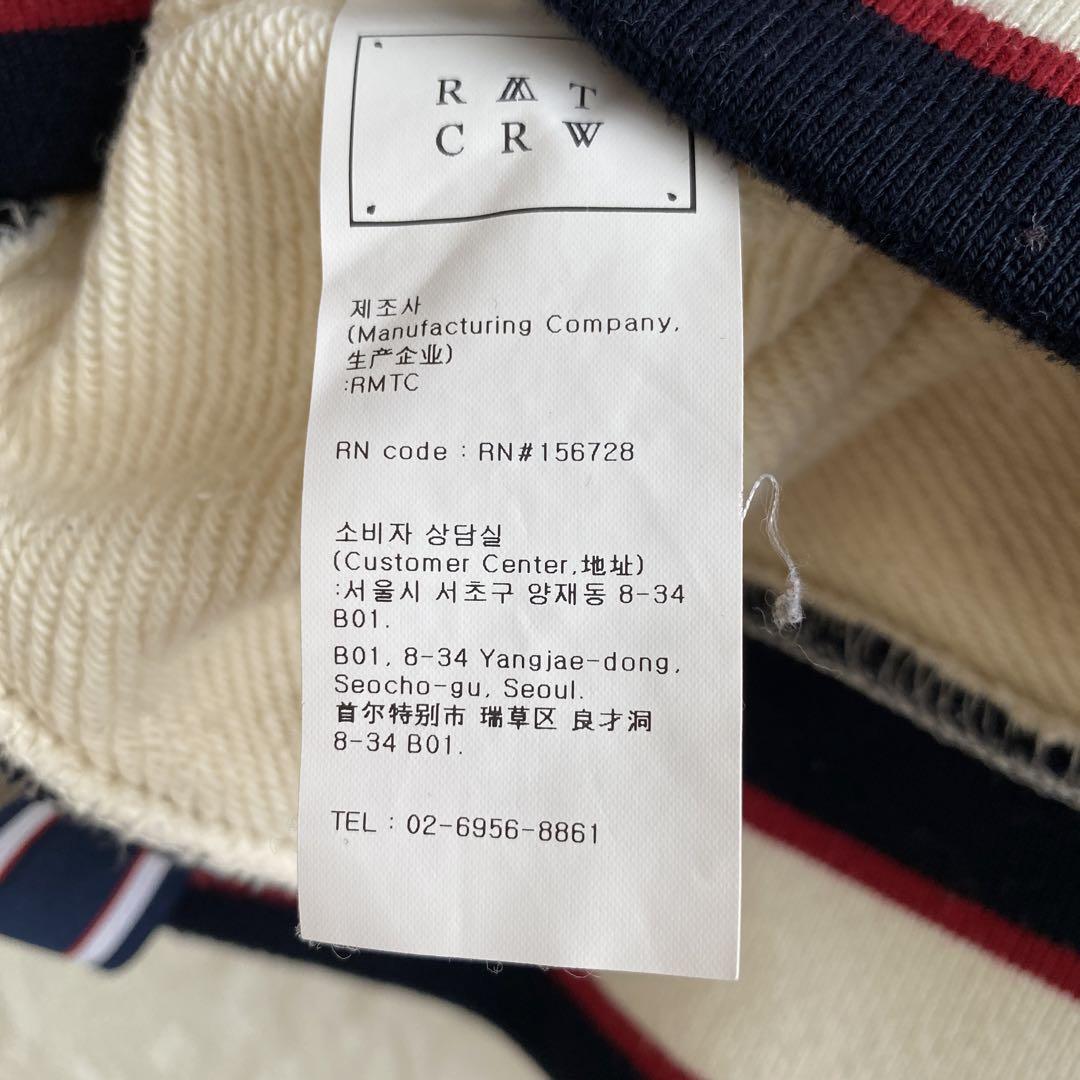 RMT
CRW
제조사
(Manufacturing Company,
生产企业)
:RMTC
RN code : RN#156728
소비자 상담실
(Customer Center,地址)
:서울시 서초구 양재동 8-34
B01.
B01, 8-34 Yangjae-dong,
Seocho-gu, Seoul.
首尔特别市 瑞草区 良才洞
8-34 B01.
TEL : 02-6956-8861